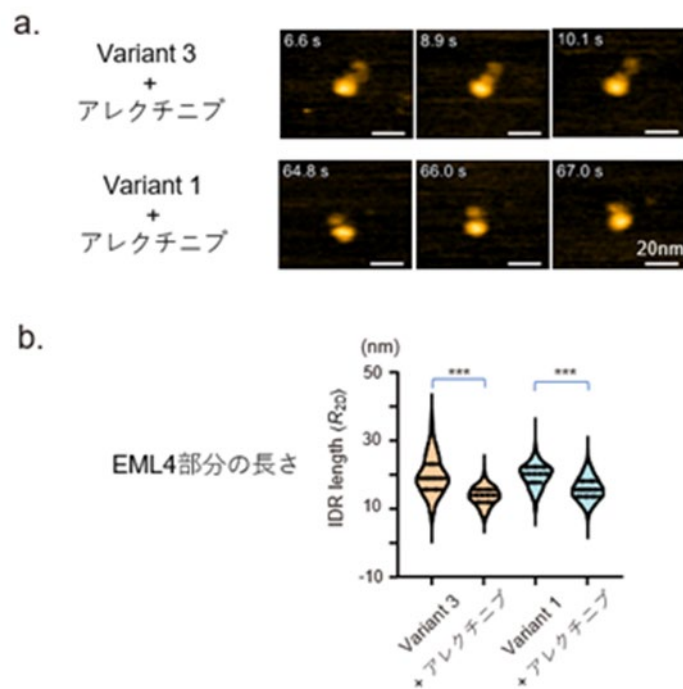 a.
Variant 3
+
アレクチニブ
6.6 s
8.9 s
10.1 s
Variant 1
+
アレクチニブ
64.8 s
66.0 s
67.0 s
20nm
b.
(nm)
EML4部分の長さ
IDR length (R2D)
50
30
10
-10
***
***
Variant 3
+ アレクチニブ
Variant 1
+ アレクチニブ